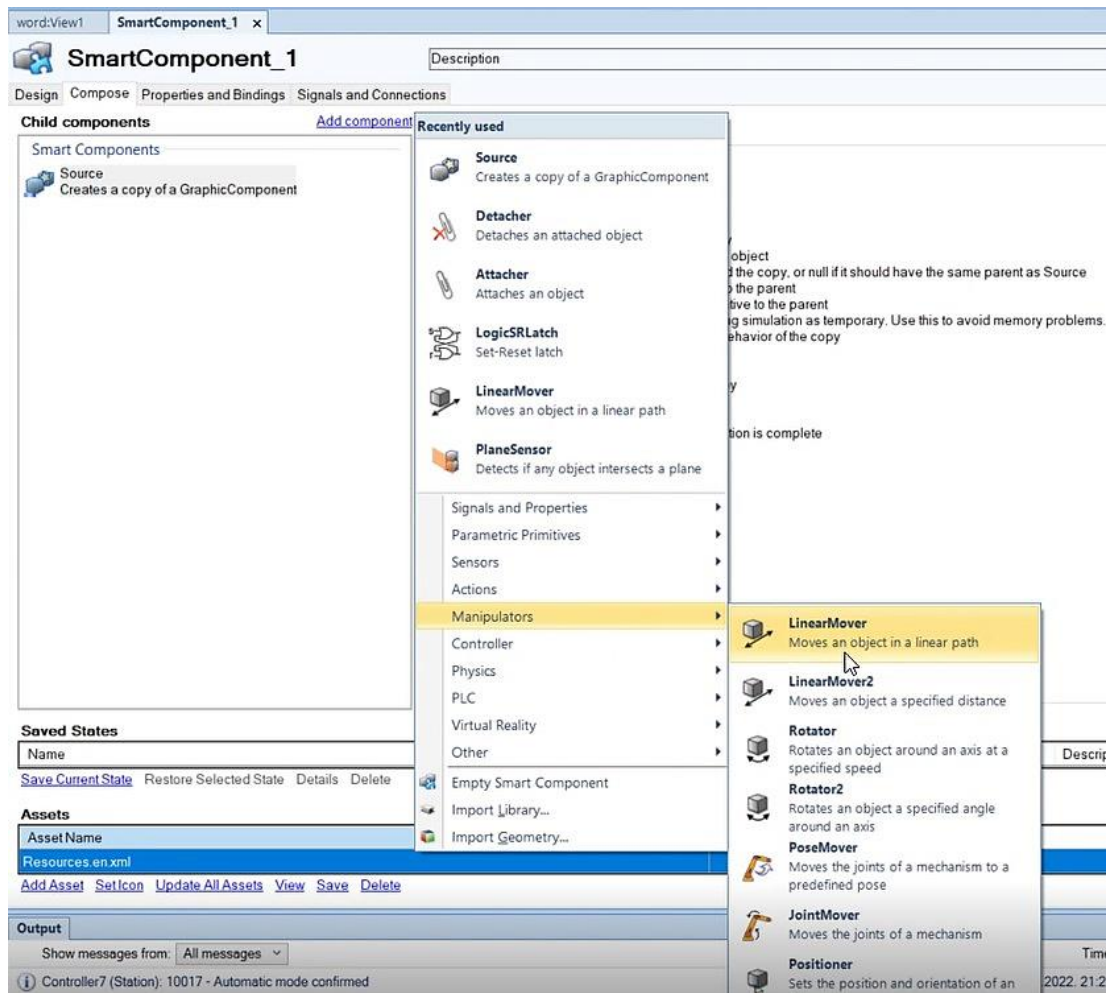 word:View1
SmartComponent_1 x
SmartComponent_1
Description
Design Compose Properties and Bindings Signals and Connections
Child components
Add component
Smart Components
Source
Creates a copy of a GraphicComponent
Recently used
Source
Creates a copy of a GraphicComponent
Detacher
Detaches an attached object
Attacher
Attaches an object
LogicSRLatch
Set-Reset latch
LinearMover
Moves an object in a linear path
PlaneSensor
Detects if any object intersects a plane
Signals and Properties
Parametric Primitives
Sensors
Actions
Manipulators
Controller
Physics
PLC
Virtual Reality
Other
Empty Smart Component
Import Library...
Import Geometry...
object
the copy, or null if it should have the same parent as Source
the parent
tive to the parent
g simulation as temporary. Use this to avoid memory problems.
ehavior of the copy
y
tion is complete
LinearMover
Moves an object in a linear path
LinearMover2
Moves an object a specified distance
Rotator
Rotates an object around an axis at a
specified speed
Rotator2
Rotates an object a specified angle
around an axis
PoseMover
Moves the joints of a mechanism to a
predefined pose
JointMover
Moves the joints of a mechanism
Positioner
Sets the position and orientation of an
Saved States
Name
Descrip
Save Current State Restore Selected State Details Delete
Assets
Asset Name
Resources.en.xml
Add Asset Set Icon Update All Assets View Save Delete
Output
Show messages from: All messages
Time
Controller7 (Station): 10017 - Automatic mode confirmed
2022. 21:2